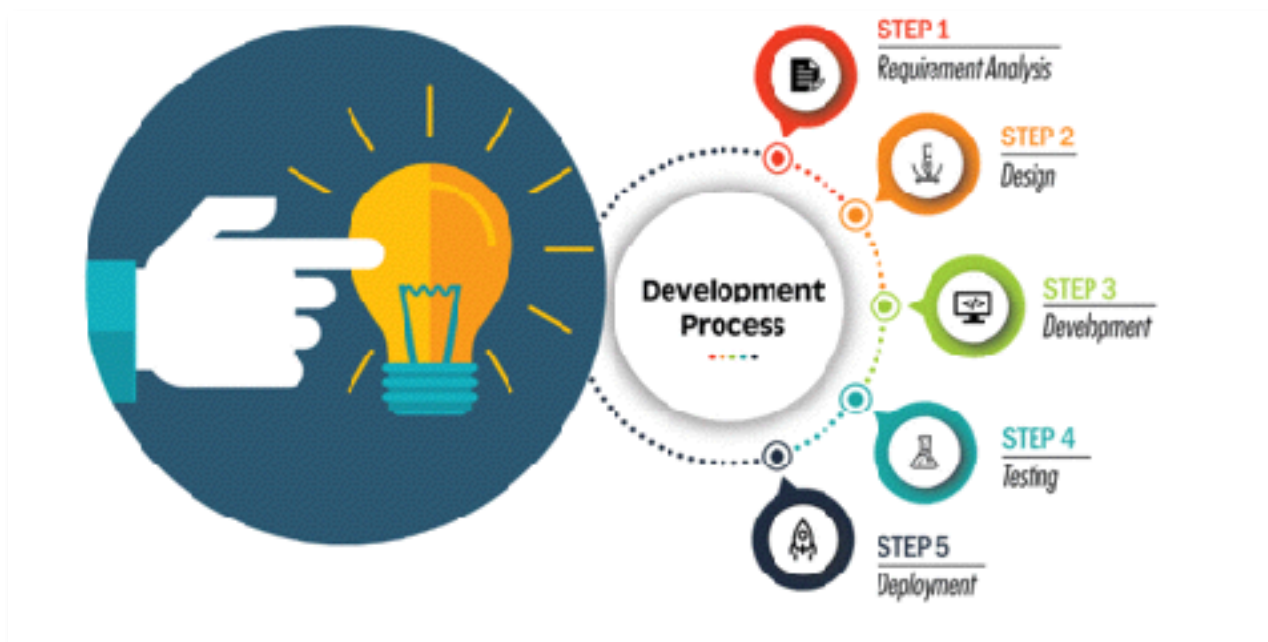 STEP 1
Requirement Analysis
STEP 2
Design
Development
Process
STEP 3
Development
STEP 4
Testing
STEP 5
Deployment